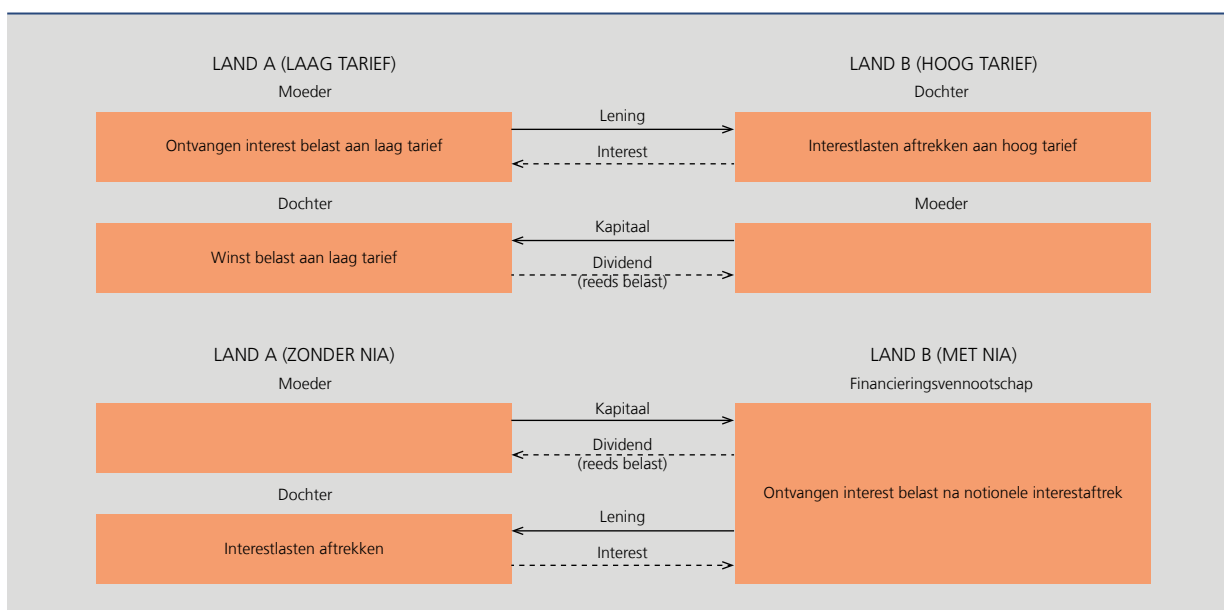 LAND A (LAAG TARIEF)
LAND B (HOOG TARIEF)
Moeder
Dochter
Ontvangen interest belast aan laag tarief
Lening
Interest
Interestlasten aftrekken aan hoog tarief
Dochter
Moeder
Winst belast aan laag tarief
Kapitaal
Dividend
(reeds belast)
LAND A (ZONDER NIA)
LAND B (MET NIA)
Moeder
Financieringsvennootschap
Kapitaal
Dividend
(reeds belast)
Ontvangen interest belast na notionele interestaftrek
Dochter
Interestlasten aftrekken
Lening
Interest